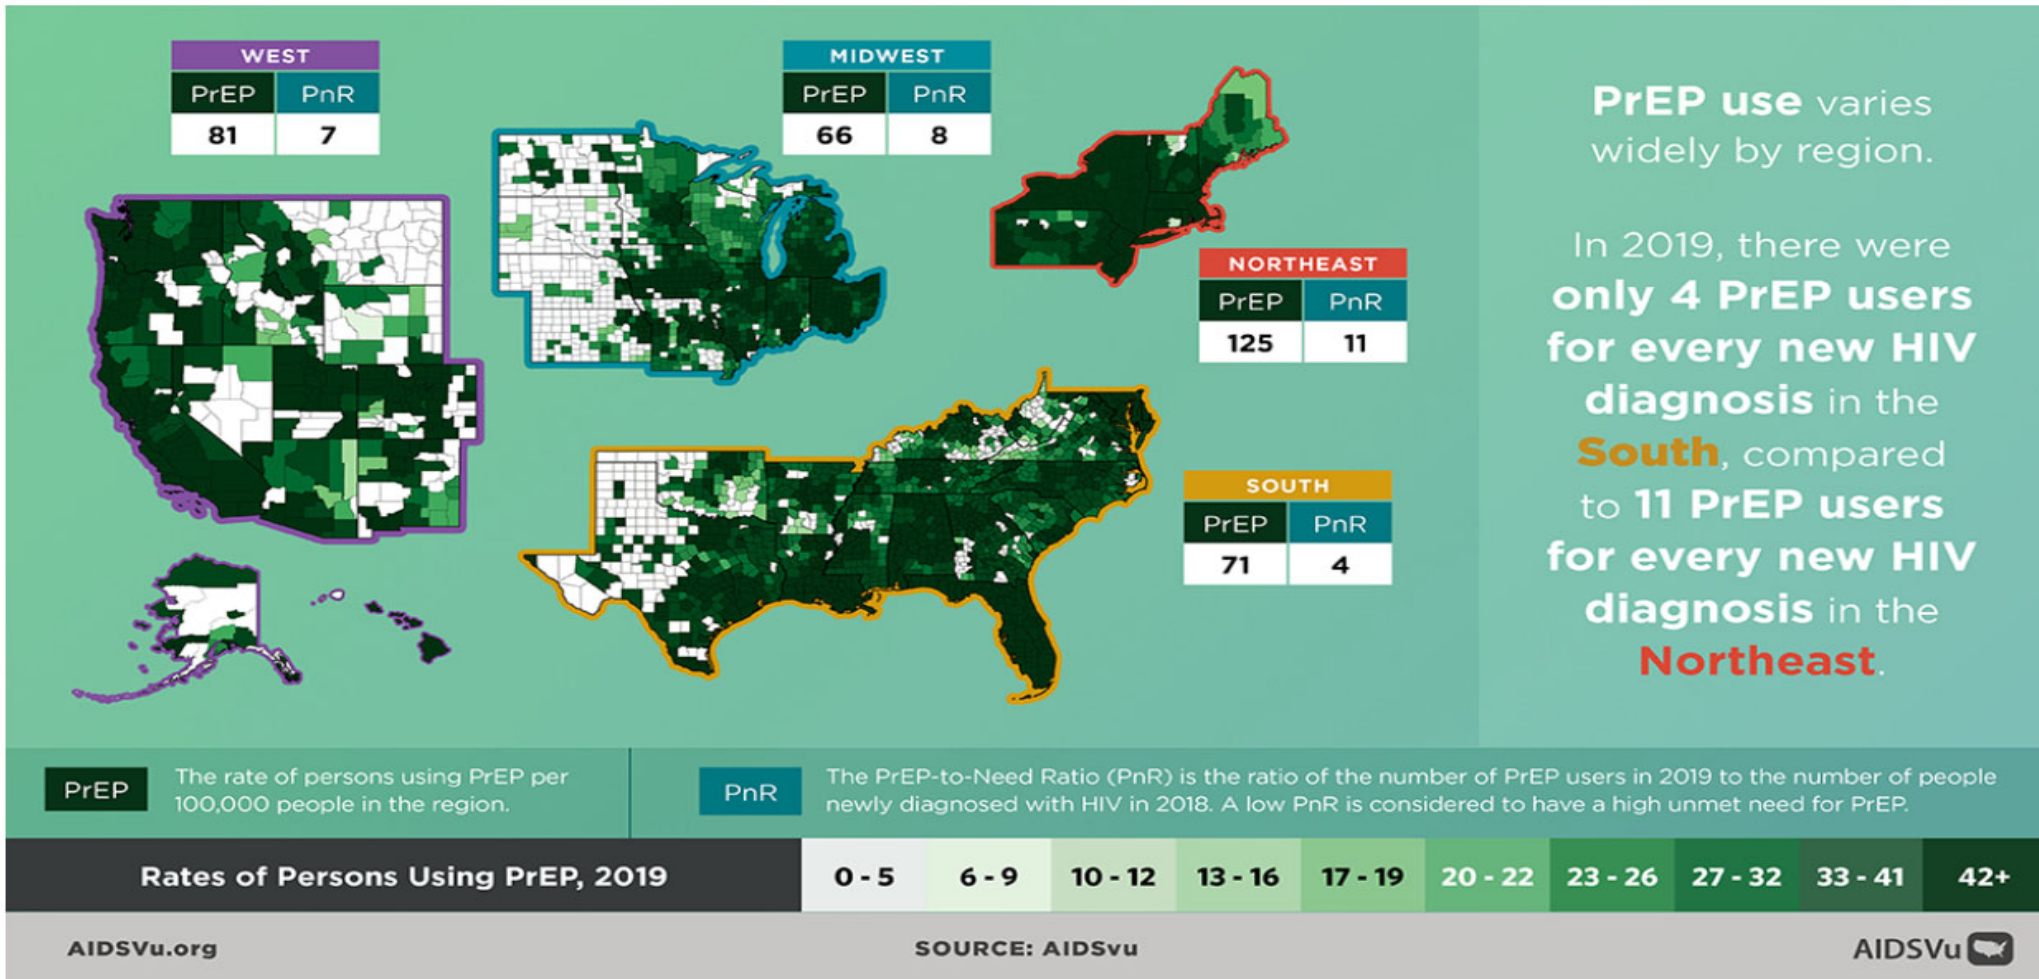 WEST
PrEP PnR
81 7
MIDWEST
PrEP PnR
66 8
NORTHEAST
PrEP PnR
125 11
SOUTH
PrEP PnR
71 4
PrEP use varies
widely by region.
In 2019, there were
only 4 PrEP users
for every new HIV
diagnosis in the
South, compared
to 11 PrEP users
for every new HIV
diagnosis in the
Northeast.
PrEP
The rate of persons using PrEP per
100,000 people in the region.
PnR
The PrEP-to-Need Ratio (PnR) is the ratio of the number of PrEP users in 2019 to the number of people
newly diagnosed with HIV in 2018. A low PnR is considered to have a high unmet need for PrEP.
Rates of Persons Using PrEP, 2019
0 - 5 6 - 9 10 - 12 13 - 16 17 - 19 20 - 22 23 - 26 27 - 32 33 - 41 42+
AIDSVu.org
SOURCE: AIDSvu
AIDSVu